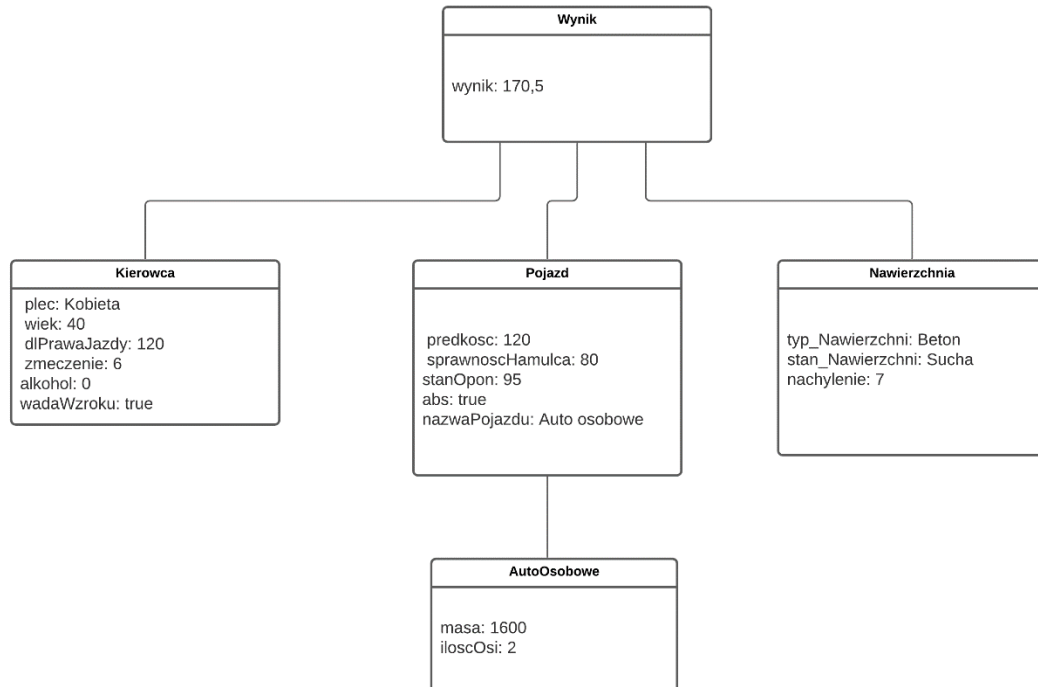 Wynik
wynik: 170,5
Kierowca
plec: Kobieta
wiek: 40
dlPrawaJazdy: 120
zmeczenie: 6
alkohol: 0
wadaWzroku: true
Pojazd
predkosc: 120
sprawnoscHamulca: 80
stanOpon: 95
abs: true
nazwaPojazdu: Auto osobowe
Nawierzchnia
typ_Nawierzchni: Beton
stan_Nawierzchni: Sucha
nachylenie: 7
AutoOsobowe
masa: 1600
iloscOsi: 2